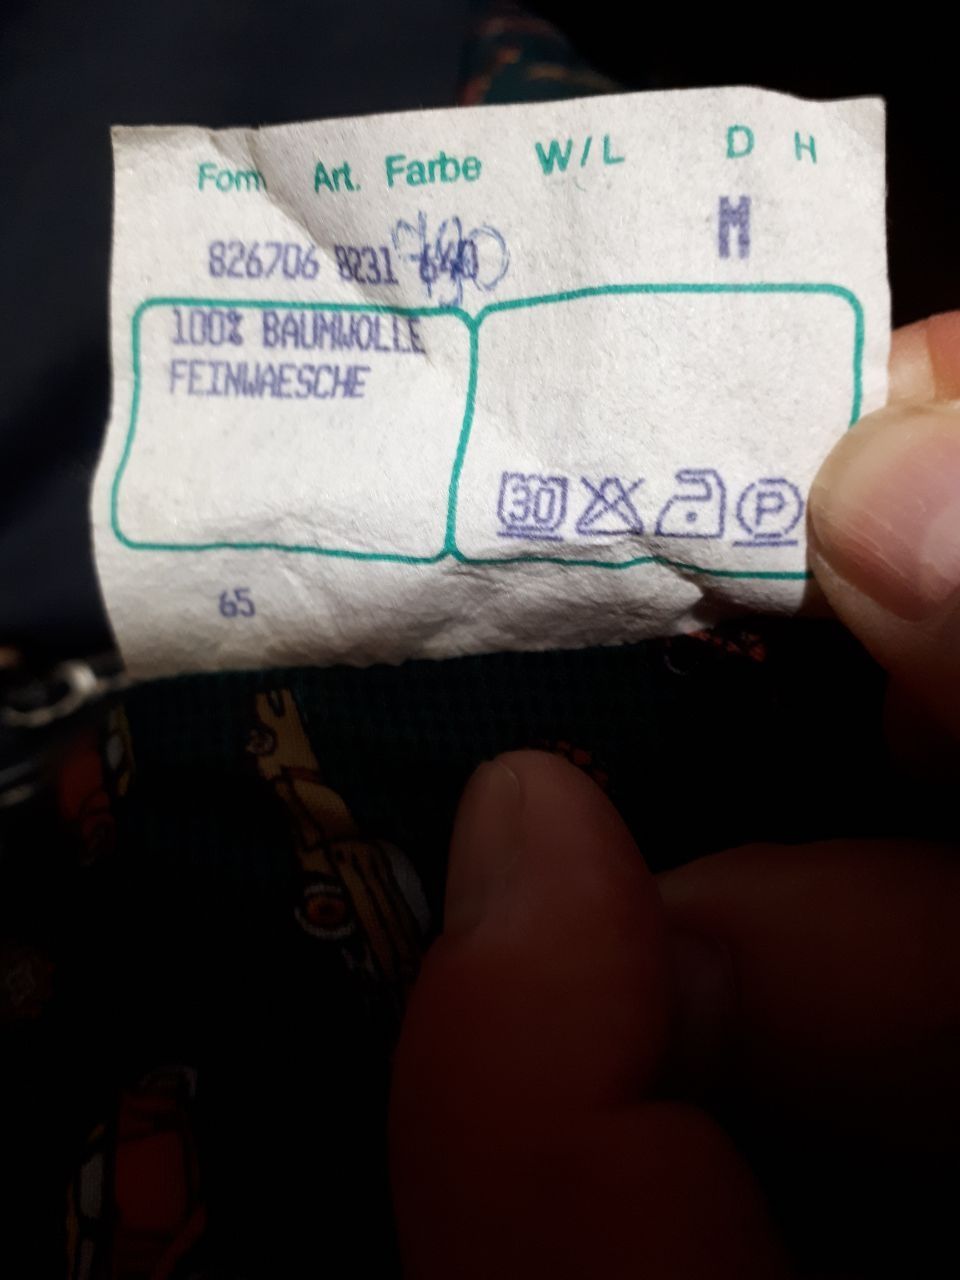 Form Art. Farbe W/L D H
M
826706 8231
100% BAUMWOLLE
FEINWAESCHE
30 P
65